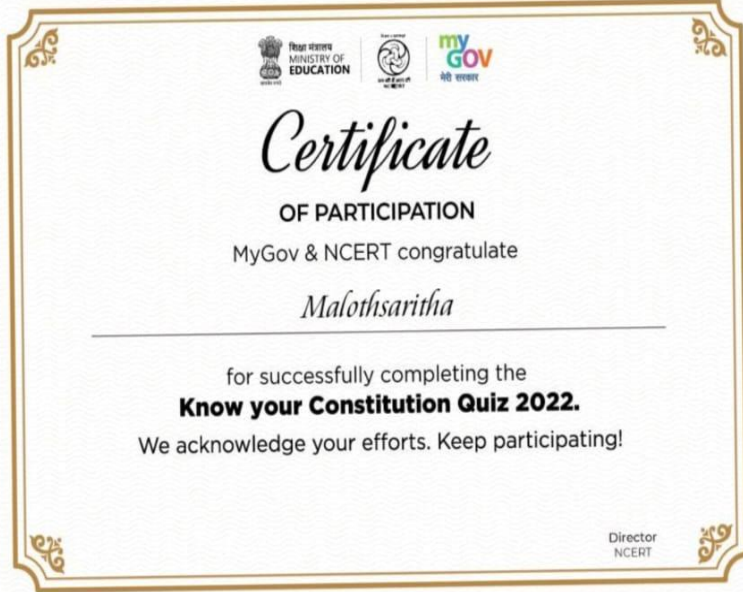 शिक्षा मंत्रालय
MINISTRY OF
EDUCATION
my
GOV
मेरी सरकार
Certificate
OF PARTICIPATION
MyGov & NCERT congratulate
Malothsaritha
for successfully completing the
Know your Constitution Quiz 2022.
We acknowledge your efforts. Keep participating!
Director
NCERT